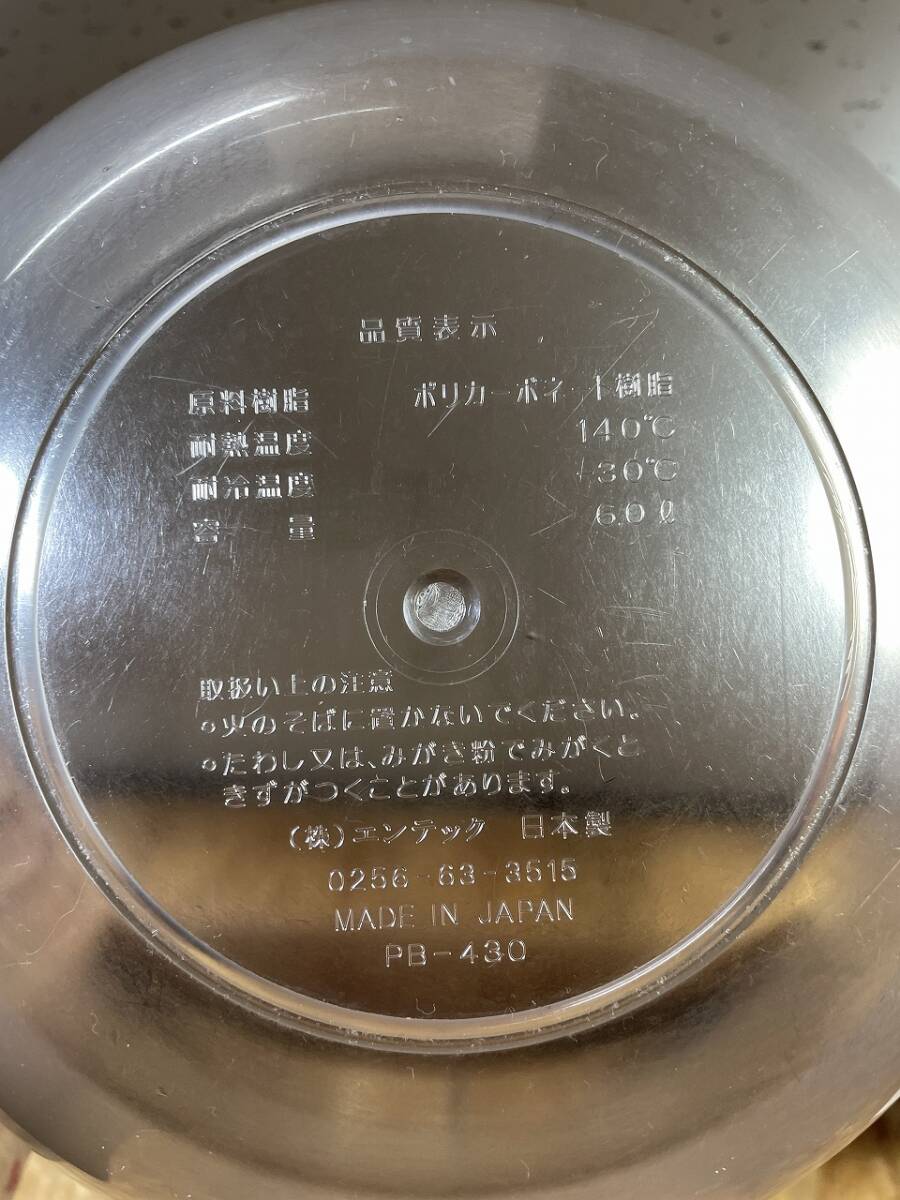 品質表示
原料樹脂 ポリカーボネート樹脂
耐熱温度 140℃
耐冷温度 -30℃
容量 6.0ℓ
取扱い上の注意
○火のそばに置かないでください。
○たわし又は、みがき粉でみがくと
きずがつくことがあります。
(株)エンテック 日本製
0256-63-3515
MADE IN JAPAN
PB-430